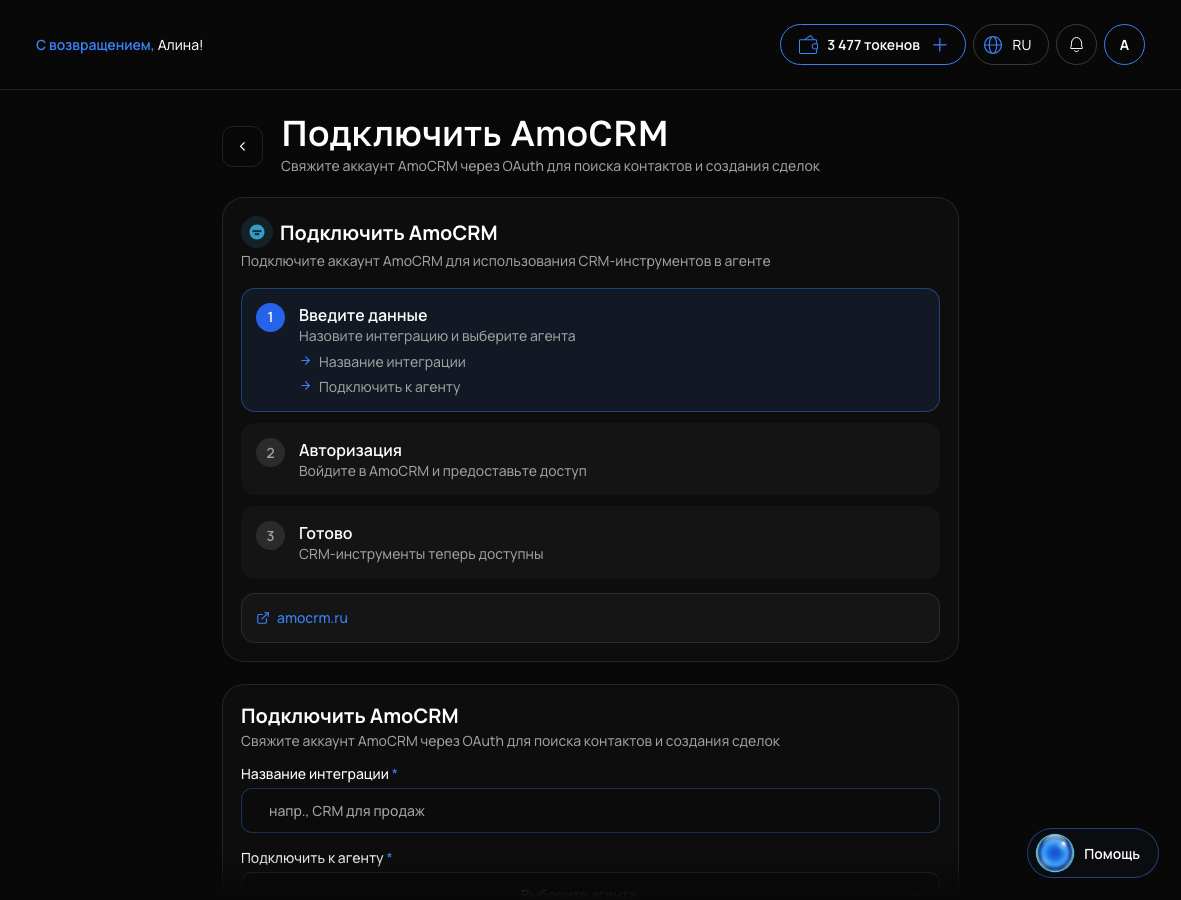 С возвращением, Алина!
3 477 токенов
RU
A
Подключить AmoCRM
Свяжите аккаунт AmoCRM через OAuth для поиска контактов и создания сделок
Подключить AmoCRM
Подключите аккаунт AmoCRM для использования CRM-инструментов в агенте
1
Введите данные
Назовите интеграцию и выберите агента
Название интеграции
Подключить к агенту
2
Авторизация
Войдите в AmoCRM и предоставьте доступ
3
Готово
CRM-инструменты теперь доступны
amocrm.ru
Подключить AmoCRM
Свяжите аккаунт AmoCRM через OAuth для поиска контактов и создания сделок
Название интеграции *
напр., CRM для продаж
Подключить к агенту *
Выберите агента
Помощь